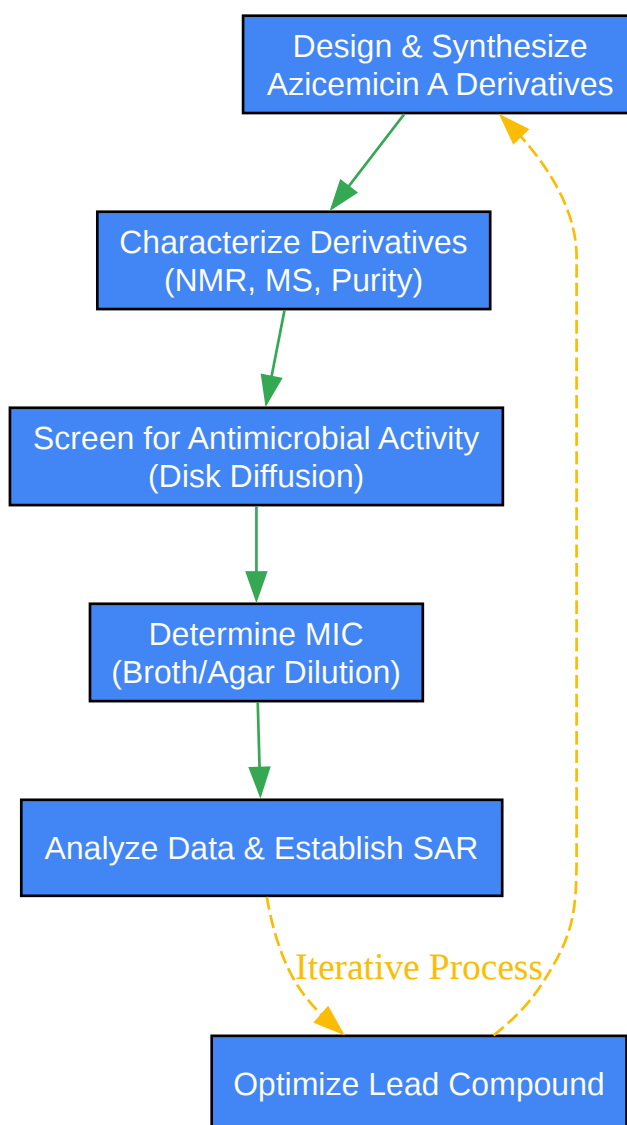 Design & Synthesize
Azicemicin A Derivatives
Characterize Derivatives
(NMR, MS, Purity)
Screen for Antimicrobial Activity
(Disk Diffusion)
Determine MIC
(Broth/Agar Dilution)
Analyze Data & Establish SAR
Iterative Process
Optimize Lead Compound